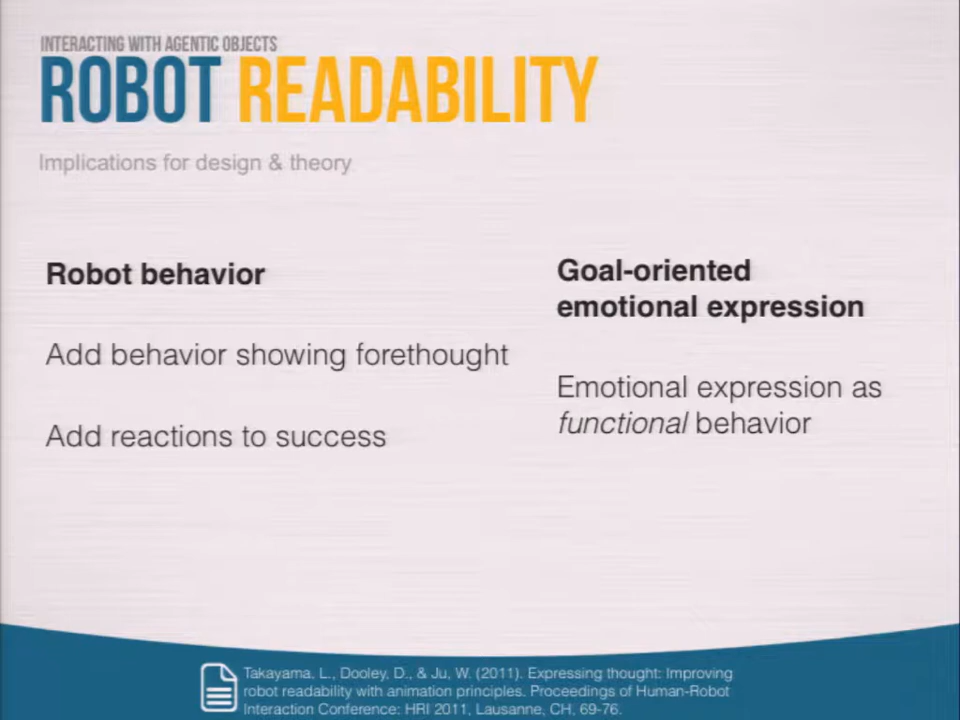 INTERACTING WITH AGENTIC OBJECTS
ROBOT READABILITY
Implications for design & theory
Robot behavior
Add behavior showing forethought
Add reactions to success
Goal-oriented
emotional expression
Emotional expression as
functional behavior
Takayama, L., Dooley, D., & Ju, W. (2011). Expressing thought: Improving
robot readability with animation principles. Proceedings of Human-Robot
Interaction Conference: HRI 2011, Lausanne, CH, 69-76.